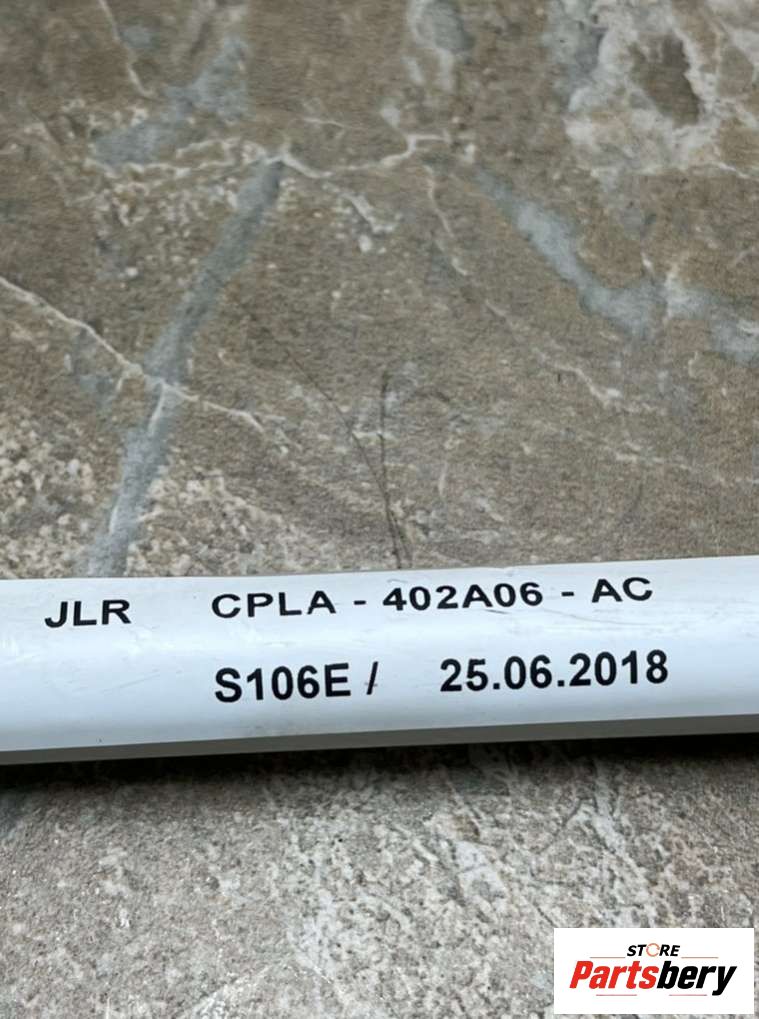 JLR CPLA - 402A06 - AC
S106E / 25.06.2018
STORE
Partsbery